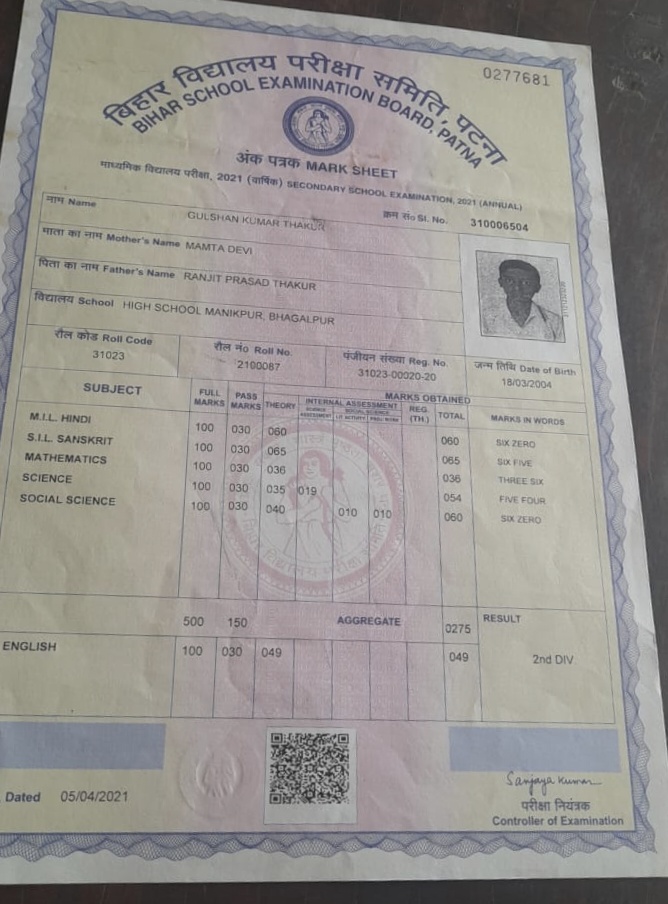 0277681
बिहार विद्यालय परीक्षा समिति, पटना
BIHAR SCHOOL EXAMINATION BOARD, PATNA
अंक पत्रक MARK SHEET
माध्यमिक विद्यालय परीक्षा, 2021 (वार्षिक) SECONDARY SCHOOL EXAMINATION, 2021 (ANNUAL)
नाम Name GULSHAN KUMAR THAKUR क्रम सं० Sl. No. 310006504
माता का नाम Mother's Name MAMTA DEVI
पिता का नाम Father's Name RANJIT PRASAD THAKUR
विद्यालय School HIGH SCHOOL MANIKPUR, BHAGALPUR
रौल कोड Roll Code रौल नं० Roll No. पंजीयन संख्या Reg. No. जन्म तिथि Date of Birth
31023 2100087 31023-00020-20 18/03/2004
SUBJECT FULL MARKS PASS MARKS THEORY MARKS OBTAINED
INTERNAL ASSESSMENT REG. (TH.) TOTAL MARKS IN WORDS
SCIENCE ASSESSMENT SOCIAL SCIENCE
M.I.L. HINDI 100 030 060 060 SIX ZERO
S.I.L. SANSKRIT 100 030 065 065 SIX FIVE
MATHEMATICS 100 030 036 036 THREE SIX
SCIENCE 100 030 035 019 054 FIVE FOUR
SOCIAL SCIENCE 100 030 040 010 010 060 SIX ZERO
500 150 AGGREGATE 0275 RESULT
ENGLISH 100 030 049 049 2nd DIV.
Dated 05/04/2021
Sanjaya Kumar
परीक्षा नियंत्रक
Controller of Examination